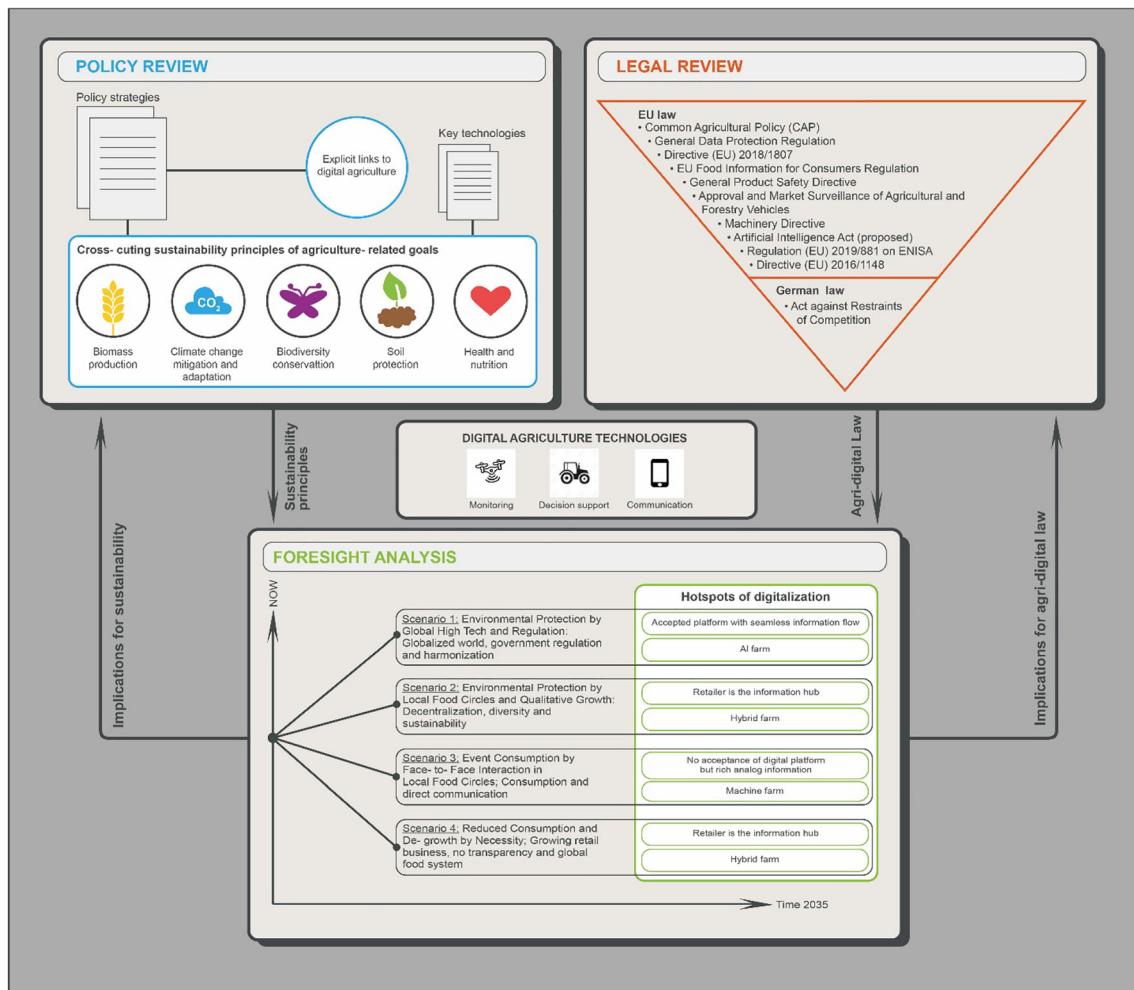 POLICY REVIEW
Policy strategies
Key technologies
Explicit links to
digital agriculture
Cross- cuting sustainability principles of agriculture- related goals
CO2
Biomass
production
Climate change
mitigation and
adaptation
Biodiversity
conservattion
Soil
protection
Health and
nutrition
LEGAL REVIEW
EU law
• Common Agricultural Policy (CAP)
• General Data Protection Regulation
• Directive (EU) 2018/1807
• EU Food Information for Consumers Regulation
• General Product Safety Directive
• Approval and Market Surveillance of Agricultural and
Forestry Vehicles
• Machinery Directive
• Artificial Intelligence Act (proposed)
• Regulation (EU) 2019/881 on ENISA
• Directive (EU) 2016/1148
German law
• Act against Restraints
of Competition
Implications for sustainability
Sustainability
principles
DIGITAL AGRICULTURE TECHNOLOGIES
Monitoring
Decision support
Communication
Agri-digital Law
Implications for agri-digital law
FORESIGHT ANALYSIS
NOW
Hotspots of digitalization
Scenario 1: Environmental Protection by
Global High Tech and Regulation:
Globalized world, government regulation
and harmonization
Accepted platform with seamless information flow
AI farm
Scenario 2: Environmental Protection by
Local Food Circles and Qualitative Growth:
Decentralization, diversity and
sustainability
Retailer is the information hub
Hybrid farm
Scenario 3: Event Consumption by
Face- to- Face Interaction in
Local Food Circles; Consumption and
direct communication
No acceptance of digital platform
but rich analog information
Machine farm
Scenario 4: Reduced Consumption and
De- growth by Necessity; Growing retail
business, no transparency and global
food system
Retailer is the information hub
Hybrid farm
Time 2035